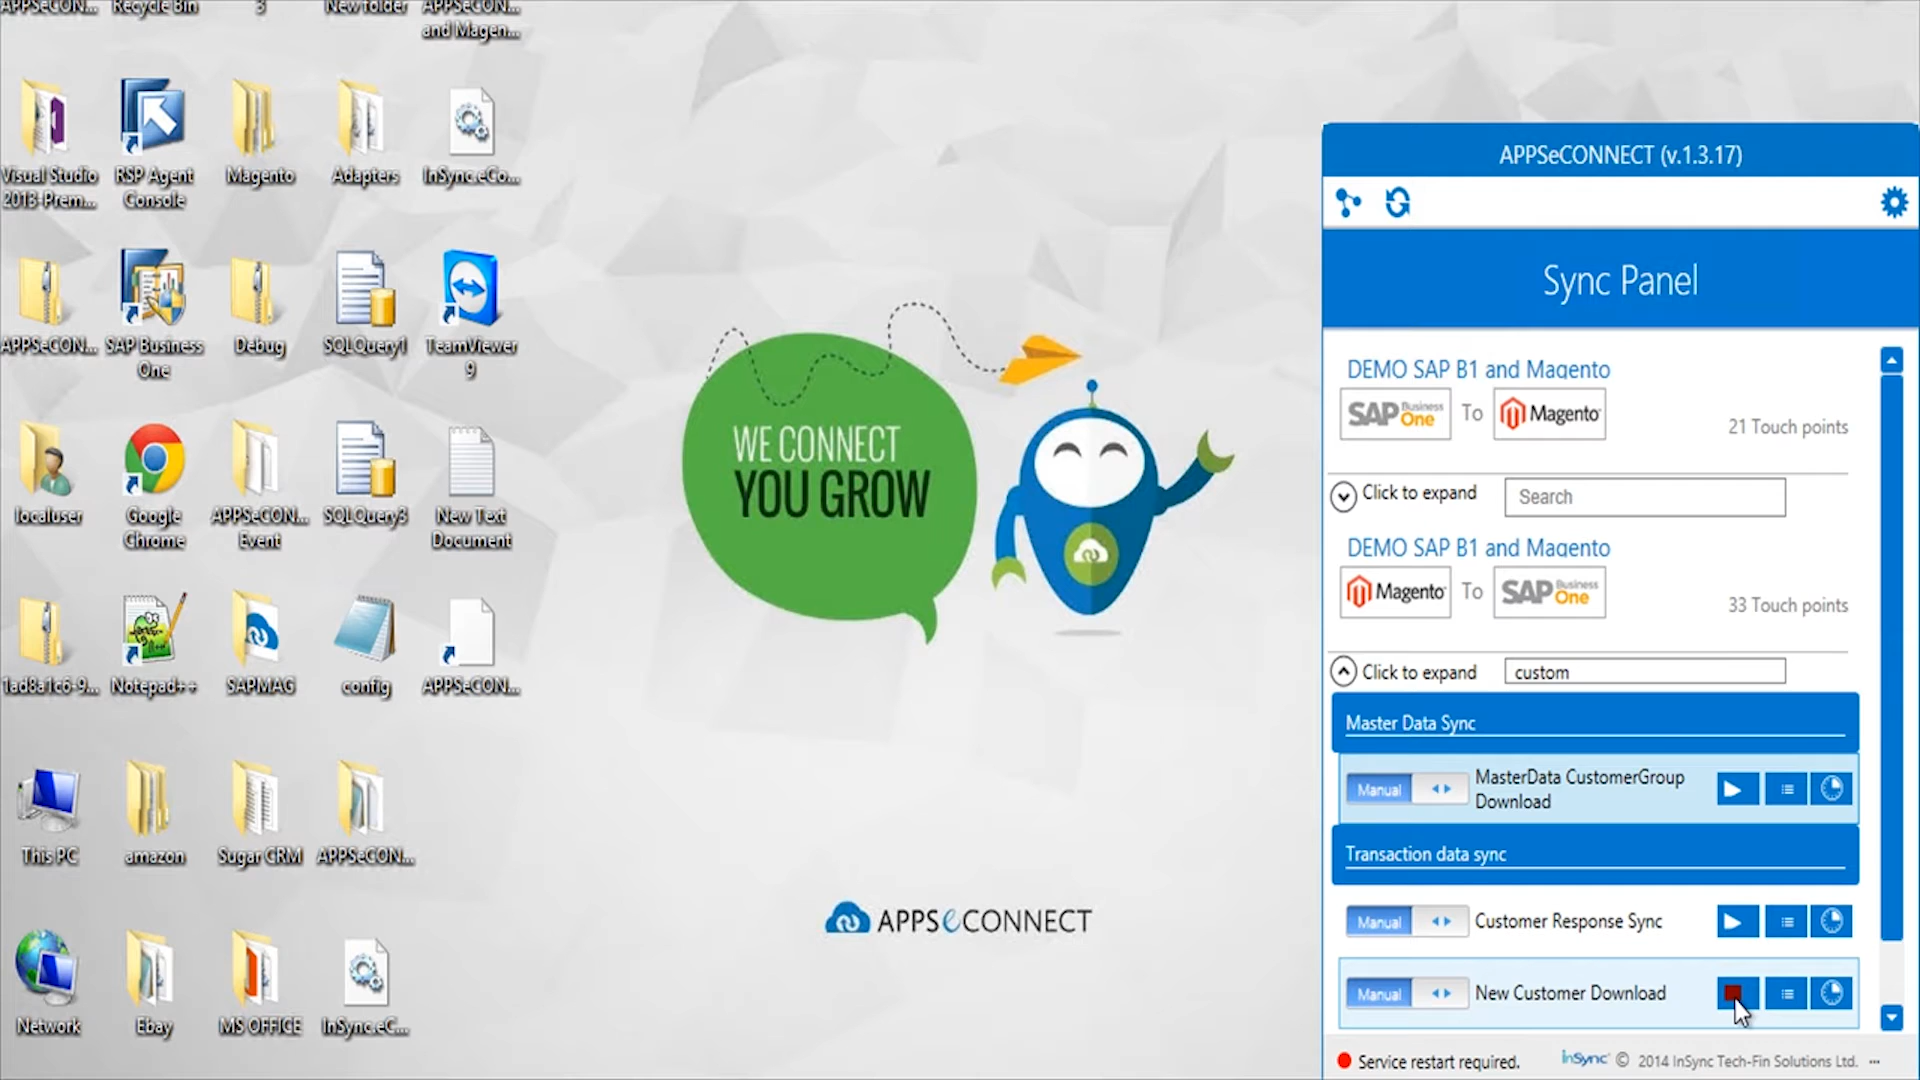 APPSeCON...
Recycle Bin
3
New folder
APPSeCON...
and Magen...
Visual Studio
2013-Prem...
RSP Agent
Console
Magento
Adapters
InSync.eCo...
APPSeCON...
SAP Business
One
Debug
SQLQuery1
TeamViewer
9
localuser
Google
Chrome
APPSeCON...
Event
SQLQuery3
New Text
Document
1ad8a1c6-9...
Notepad++
SAPMAG
config
APPSeCON...
This PC
amazon
Sugar CRM
APPSeCON...
Network
Ebay
MS OFFICE
InSync.eC...
WE CONNECT
YOU GROW
APPSeCONNECT
APPSeCONNECT (v.1.3.17)
Sync Panel
DEMO SAP B1 and Magento
SAP Business One To Magento
21 Touch points
Click to expand
Search
DEMO SAP B1 and Magento
Magento To SAP Business One
33 Touch points
Click to expand
custom
Master Data Sync
Manual
MasterData CustomerGroup
Download
Transaction data sync
Manual
Customer Response Sync
Manual
New Customer Download
Service restart required.
InSync © 2014 InSync Tech-Fin Solutions Ltd. ...